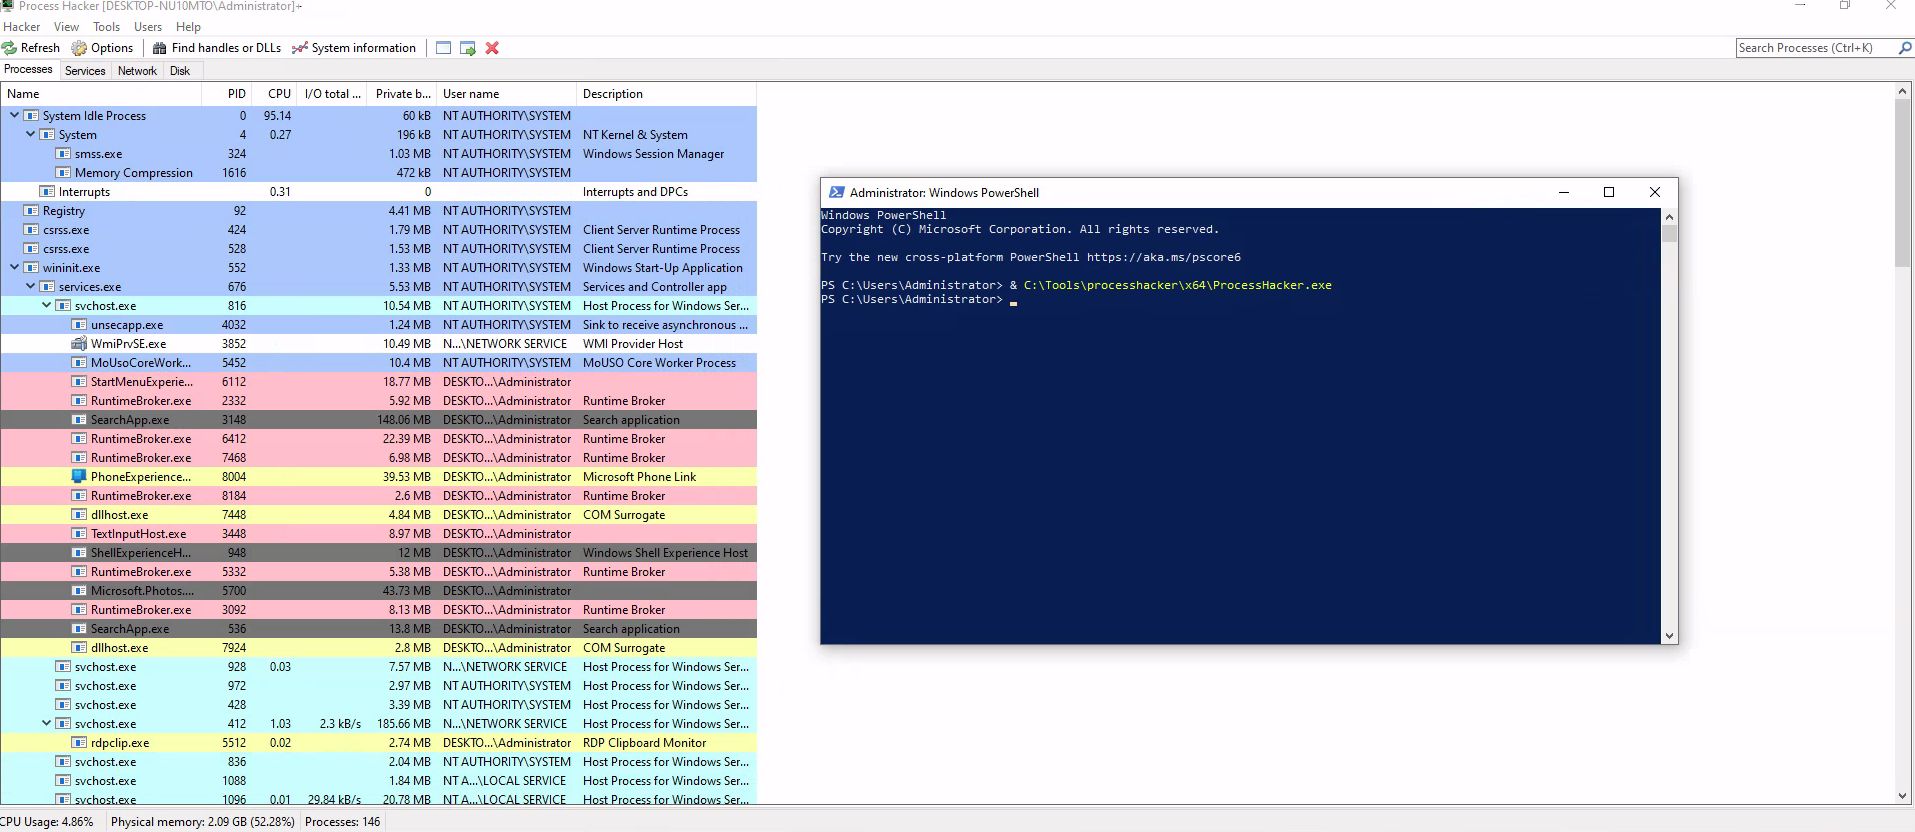 Process Hacker [DESKTOP-NU10MTO\Administrator]+
Hacker View Tools Users Help
Refresh Options Find handles or DLLs System information Search Processes (Ctrl+K)
Processes Services Network Disk
Name PID CPU I/O total ... Private b... User name Description
System Idle Process 0 95.14 60 kB NT AUTHORITY\SYSTEM
System 4 0.27 196 kB NT AUTHORITY\SYSTEM NT Kernel & System
smss.exe 324 1.03 MB NT AUTHORITY\SYSTEM Windows Session Manager
Memory Compression 1616 472 kB NT AUTHORITY\SYSTEM
Interrupts 0.31 0 Interrupts and DPCs
Registry 92 4.41 MB NT AUTHORITY\SYSTEM
csrss.exe 424 1.79 MB NT AUTHORITY\SYSTEM Client Server Runtime Process
csrss.exe 528 1.53 MB NT AUTHORITY\SYSTEM Client Server Runtime Process
wininit.exe 552 1.33 MB NT AUTHORITY\SYSTEM Windows Start-Up Application
services.exe 676 5.53 MB NT AUTHORITY\SYSTEM Services and Controller app
svchost.exe 816 10.54 MB NT AUTHORITY\SYSTEM Host Process for Windows Ser...
unsecapp.exe 4032 1.24 MB NT AUTHORITY\SYSTEM Sink to receive asynchronous ...
WmiPrvSE.exe 3852 10.49 MB N...\NETWORK SERVICE WMI Provider Host
MoUsoCoreWork... 5452 10.4 MB NT AUTHORITY\SYSTEM MoUSO Core Worker Process
StartMenuExperie... 6112 18.77 MB DESKTO...\Administrator
RuntimeBroker.exe 2332 5.92 MB DESKTO...\Administrator Runtime Broker
SearchApp.exe 3148 148.06 MB DESKTO...\Administrator Search application
RuntimeBroker.exe 6412 22.39 MB DESKTO...\Administrator Runtime Broker
RuntimeBroker.exe 7468 6.98 MB DESKTO...\Administrator Runtime Broker
PhoneExperience... 8004 39.53 MB DESKTO...\Administrator Microsoft Phone Link
RuntimeBroker.exe 8184 2.6 MB DESKTO...\Administrator Runtime Broker
dllhost.exe 7448 4.84 MB DESKTO...\Administrator COM Surrogate
TextInputHost.exe 3448 8.97 MB DESKTO...\Administrator
ShellExperienceH... 948 12 MB DESKTO...\Administrator Windows Shell Experience Host
RuntimeBroker.exe 5332 5.38 MB DESKTO...\Administrator Runtime Broker
Microsoft.Photos.... 5700 43.73 MB DESKTO...\Administrator
RuntimeBroker.exe 3092 8.13 MB DESKTO...\Administrator Runtime Broker
SearchApp.exe 536 13.8 MB DESKTO...\Administrator Search application
dllhost.exe 7924 2.8 MB DESKTO...\Administrator COM Surrogate
svchost.exe 928 0.03 7.57 MB N...\NETWORK SERVICE Host Process for Windows Ser...
svchost.exe 972 2.97 MB NT AUTHORITY\SYSTEM Host Process for Windows Ser...
svchost.exe 428 3.39 MB NT AUTHORITY\SYSTEM Host Process for Windows Ser...
svchost.exe 412 1.03 2.3 kB/s 185.66 MB N...\NETWORK SERVICE Host Process for Windows Ser...
rdpclip.exe 5512 0.02 2.74 MB DESKTO...\Administrator RDP Clipboard Monitor
svchost.exe 836 2.04 MB NT AUTHORITY\SYSTEM Host Process for Windows Ser...
svchost.exe 1088 1.84 MB NT A...\LOCAL SERVICE Host Process for Windows Ser...
svchost.exe 1096 0.01 29.84 kB/s 20.78 MB NT A...\LOCAL SERVICE Host Process for Windows Ser...
CPU Usage: 4.86% Physical memory: 2.09 GB (52.28%) Processes: 146
Administrator: Windows PowerShell
Windows PowerShell
Copyright (C) Microsoft Corporation. All rights reserved.
Try the new cross-platform PowerShell https://aka.ms/pscore6
PS C:\Users\Administrator> & C:\Tools\processhacker\x64\ProcessHacker.exe
PS C:\Users\Administrator> _